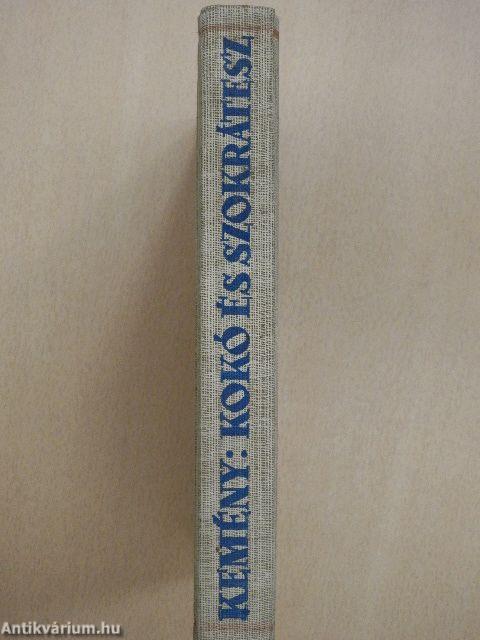 KEMÉNY: KOKÓ ÉS SZOKRÁTESZ
Antikvárium.hu